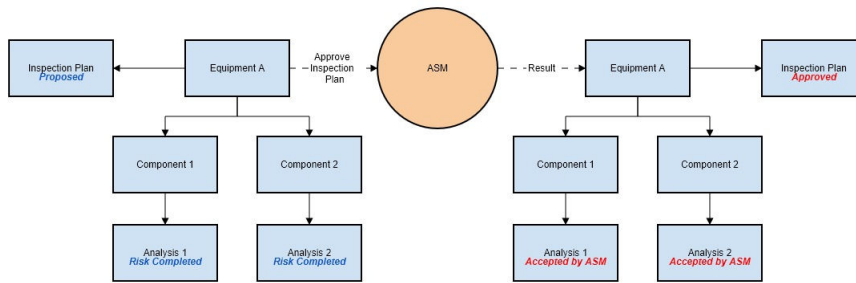 Inspection Plan
Proposed
Equipment A
Approve
Inspection
Plan
ASM
Result
Equipment A
Inspection Plan
Approved
Component 1
Component 2
Component 1
Component 2
Analysis 1
Risk Completed
Analysis 2
Risk Completed
Analysis 1
Accepted by ASM
Analysis 2
Accepted by ASM